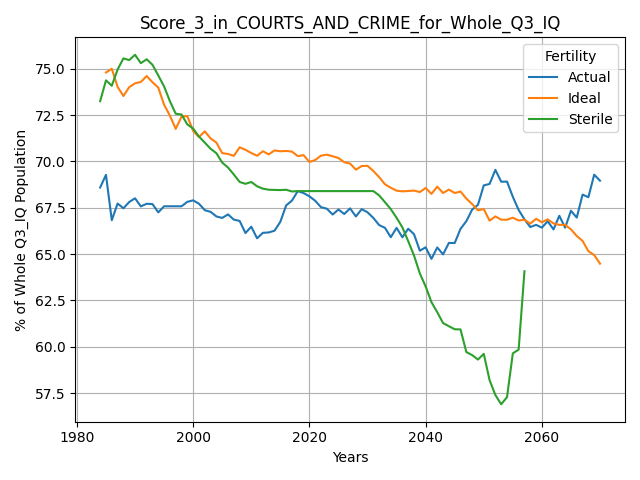 Score_3_in_COURTS_AND_CRIME_for_Whole_Q3_IQ
Fertility
Actual
Ideal
Sterile
% of Whole Q3_IQ Population
75.0
72.5
70.0
67.5
65.0
62.5
60.0
57.5
1980
2000
2020
2040
2060
Years